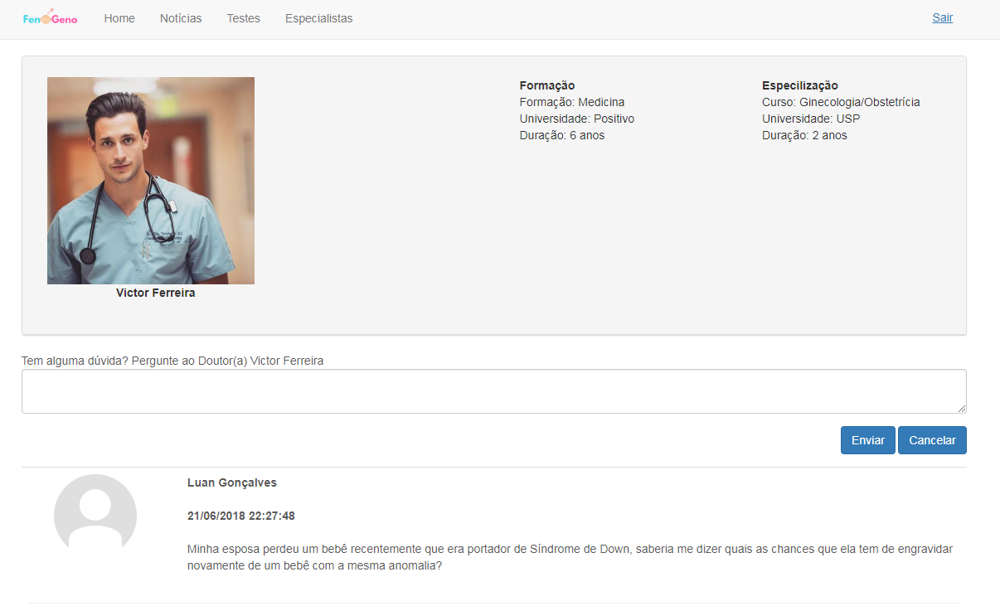 FenoGeno Home Notícias Testes Especialistas Sair
Formação
Formação: Medicina
Universidade: Positivo
Duração: 6 anos
Especilização
Curso: Ginecologia/Obstetrícia
Universidade: USP
Duração: 2 anos
Victor Ferreira
Tem alguma dúvida? Pergunte ao Doutor(a) Victor Ferreira
Enviar Cancelar
Luan Gonçalves
21/06/2018 22:27:48
Minha esposa perdeu um bebê recentemente que era portador de Síndrome de Down, saberia me dizer quais as chances que ela tem de engravidar
novamente de um bebê com a mesma anomalia?